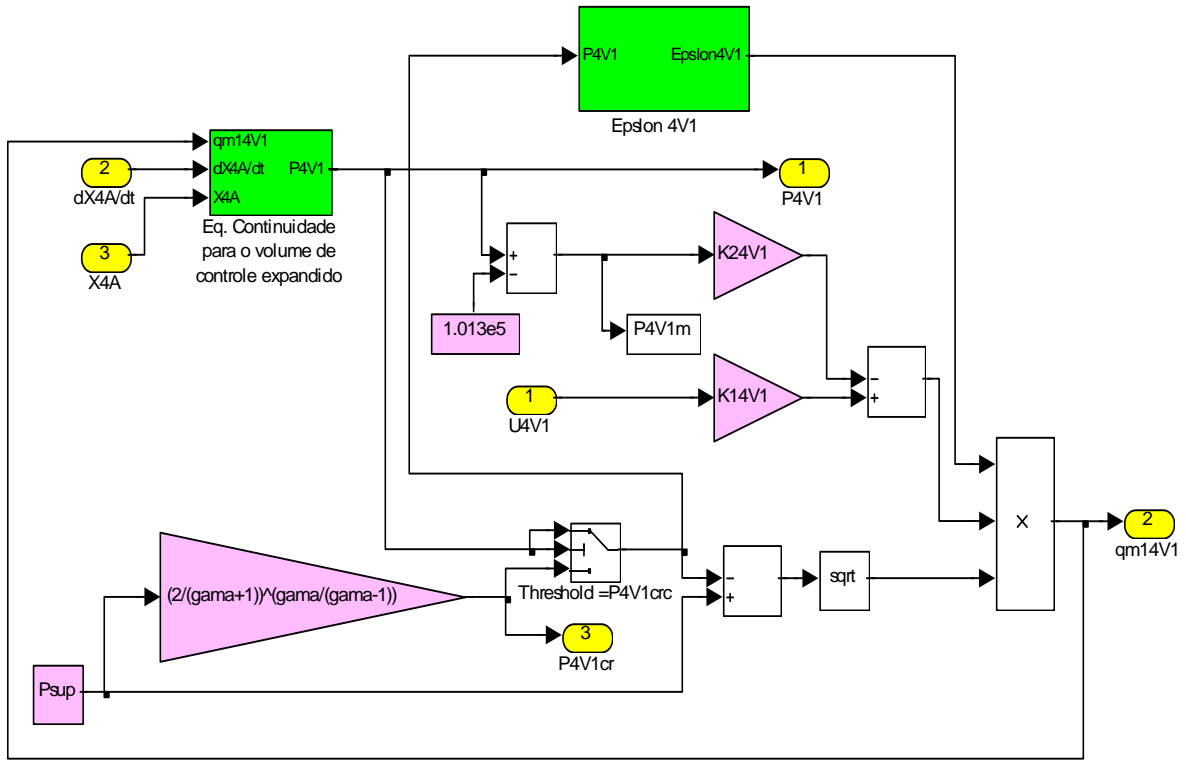 P4V1
Epslon4V1
Epslon 4V1
qm14V1
dX4A/dt
P4V1
X4A
Eq. Continuidade
para o volume de
controle expandido
2
dX4A/dt
3
X4A
1
P4V1
+
−
1.013e5
K24V1
P4V1m
1
U4V1
K14V1
−
+
X
2
qm14V1
(2/(gama+1))^(gama/(gama-1))
Threshold =P4V1crc
−
+
sqrt
3
P4V1cr
Psup